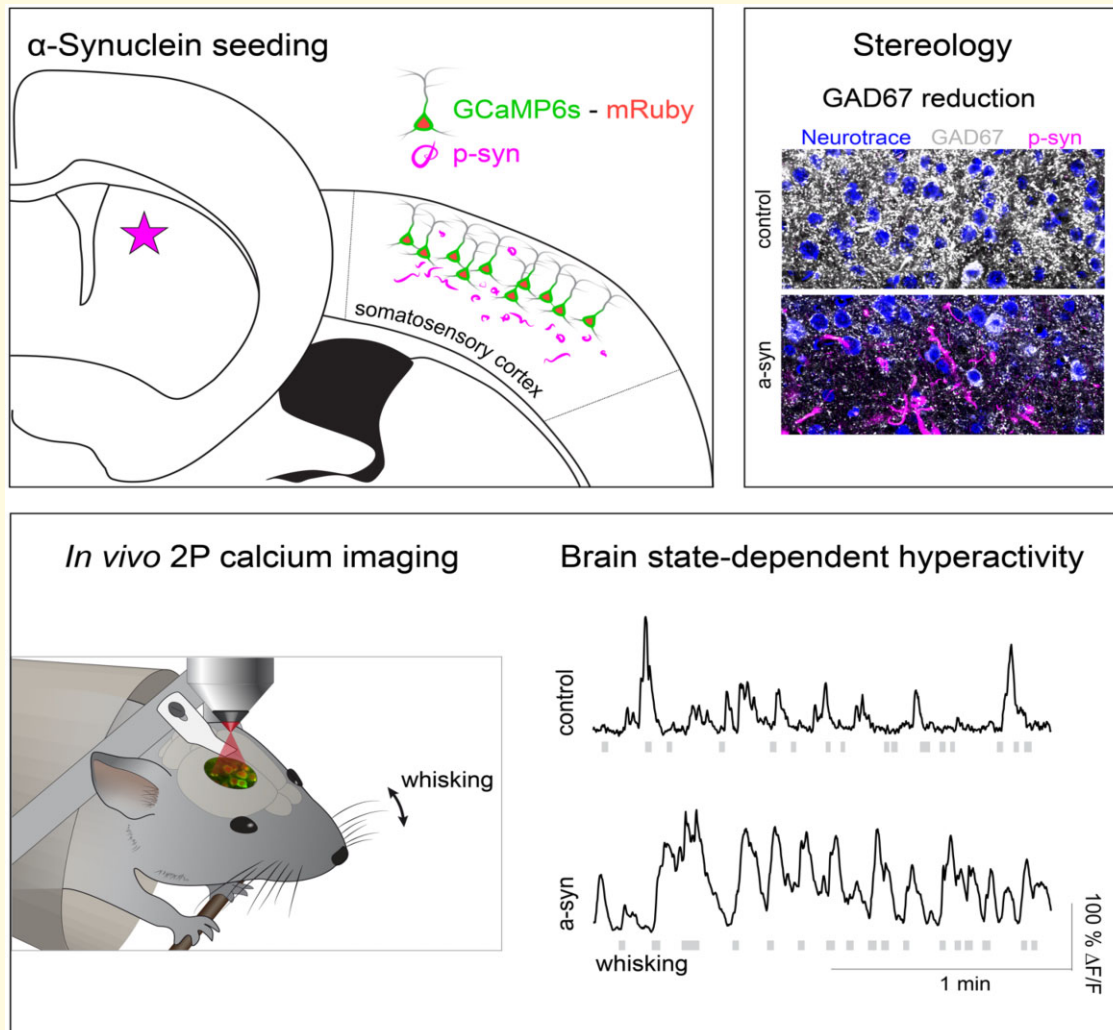 α-Synuclein seeding
GCaMP6s - mRuby
p-syn
somatosensory cortex
Stereology
GAD67 reduction
Neurotrace GAD67 p-syn
control
a-syn
In vivo 2P calcium imaging
whisking
Brain state-dependent hyperactivity
control
a-syn
whisking
1 min
100 % ΔF/F